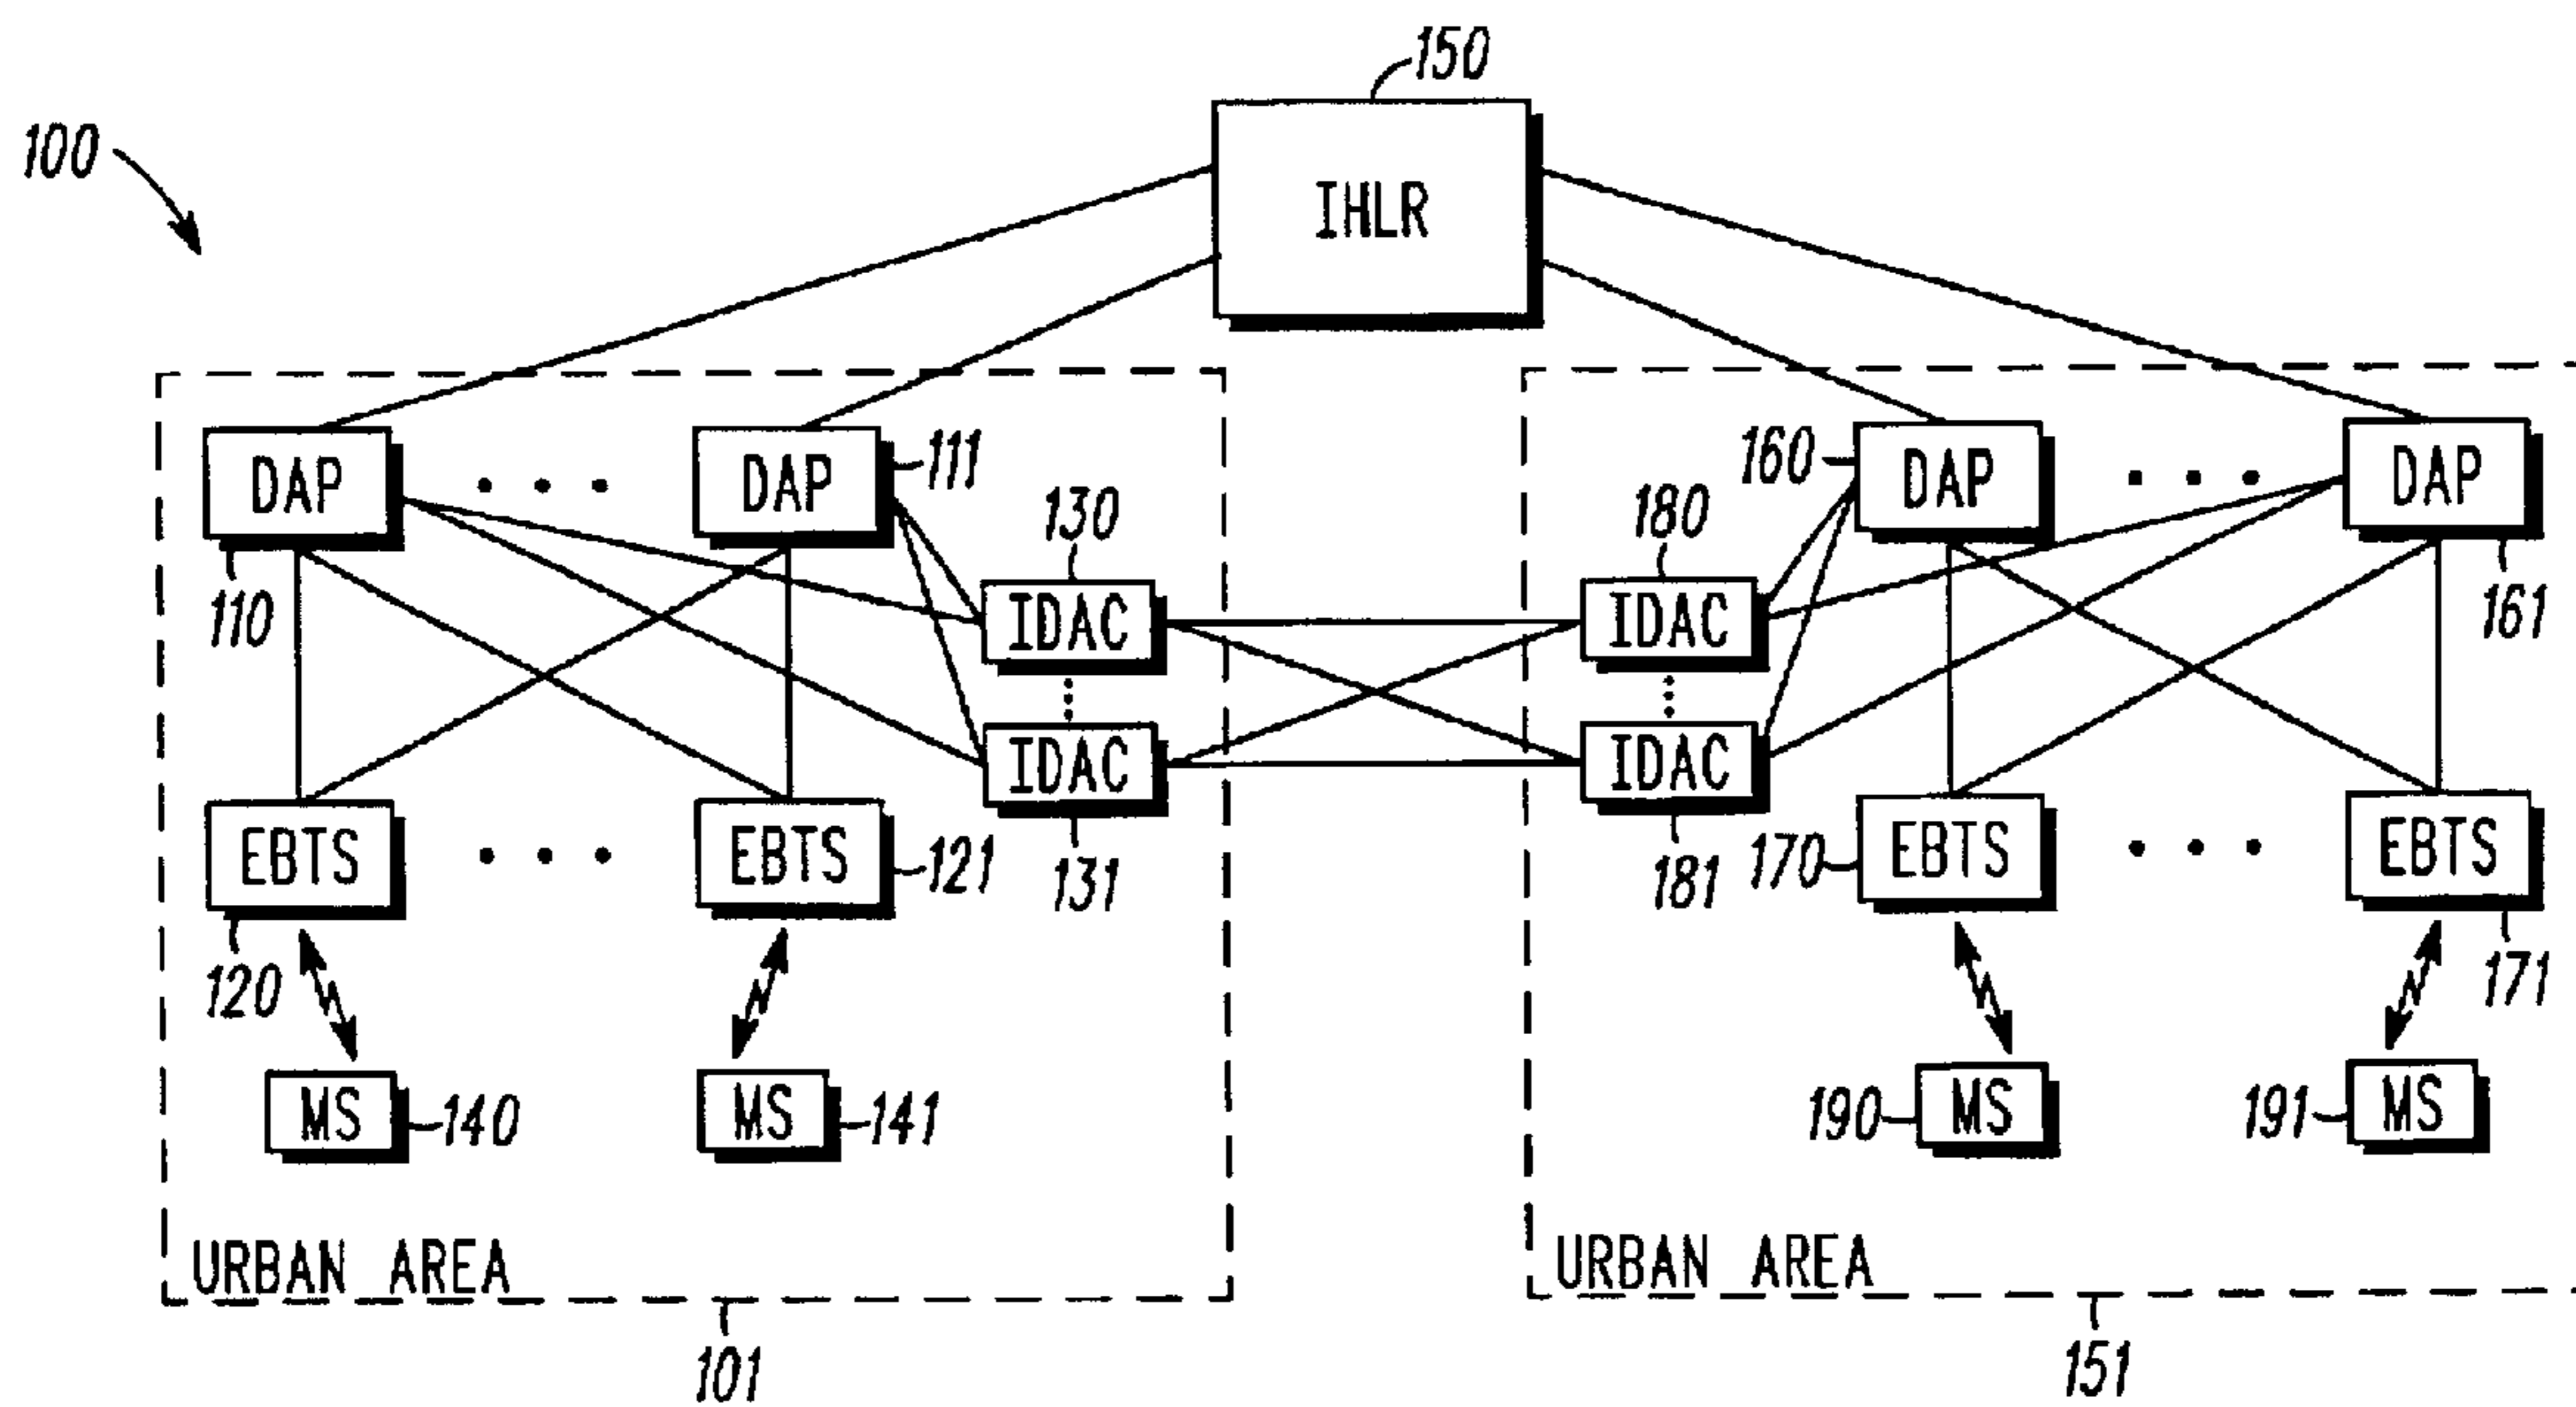 150
100
IHLR
DAP
111
160
DAP
DAP
DAP
130
180
110
IDAC
IDAC
161
IDAC
IDAC
EBTS
121
131
181
170
EBTS
EBTS
EBTS
120
171
MS
140
MS
141
190
MS
191
MS
URBAN AREA
URBAN AREA
101
151